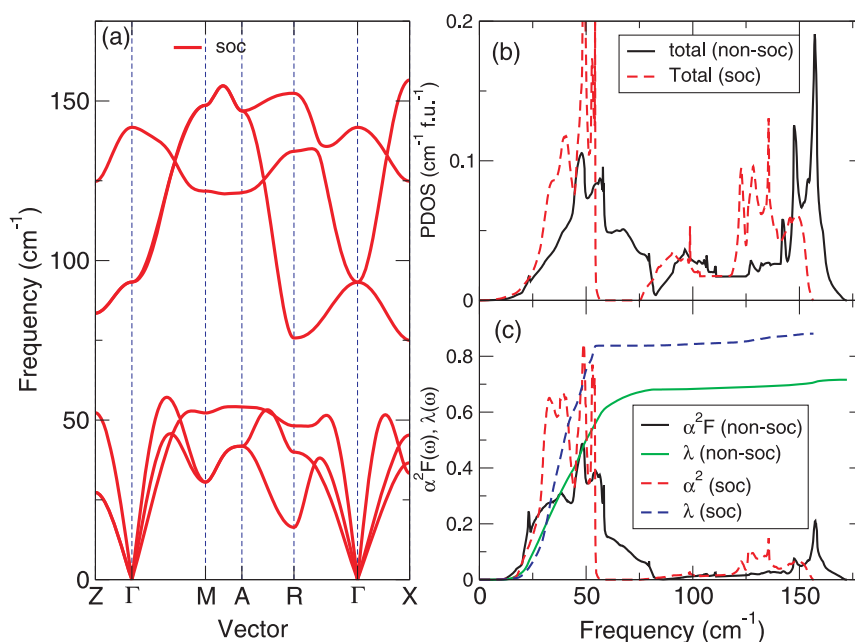 (a)
soc
Frequency (cm⁻¹)
150
100
50
0
Z Γ M A R Γ X
Vector
(b)
total (non-soc)
Total (soc)
PDOS (cm⁻¹ f.u.⁻¹)
0.2
0.1
0
(c)
α²F (non-soc)
λ (non-soc)
α² (soc)
λ (soc)
α²F(ω), λ(ω)
0.8
0.6
0.4
0.2
0
0 50 100 150
Frequency (cm⁻¹)